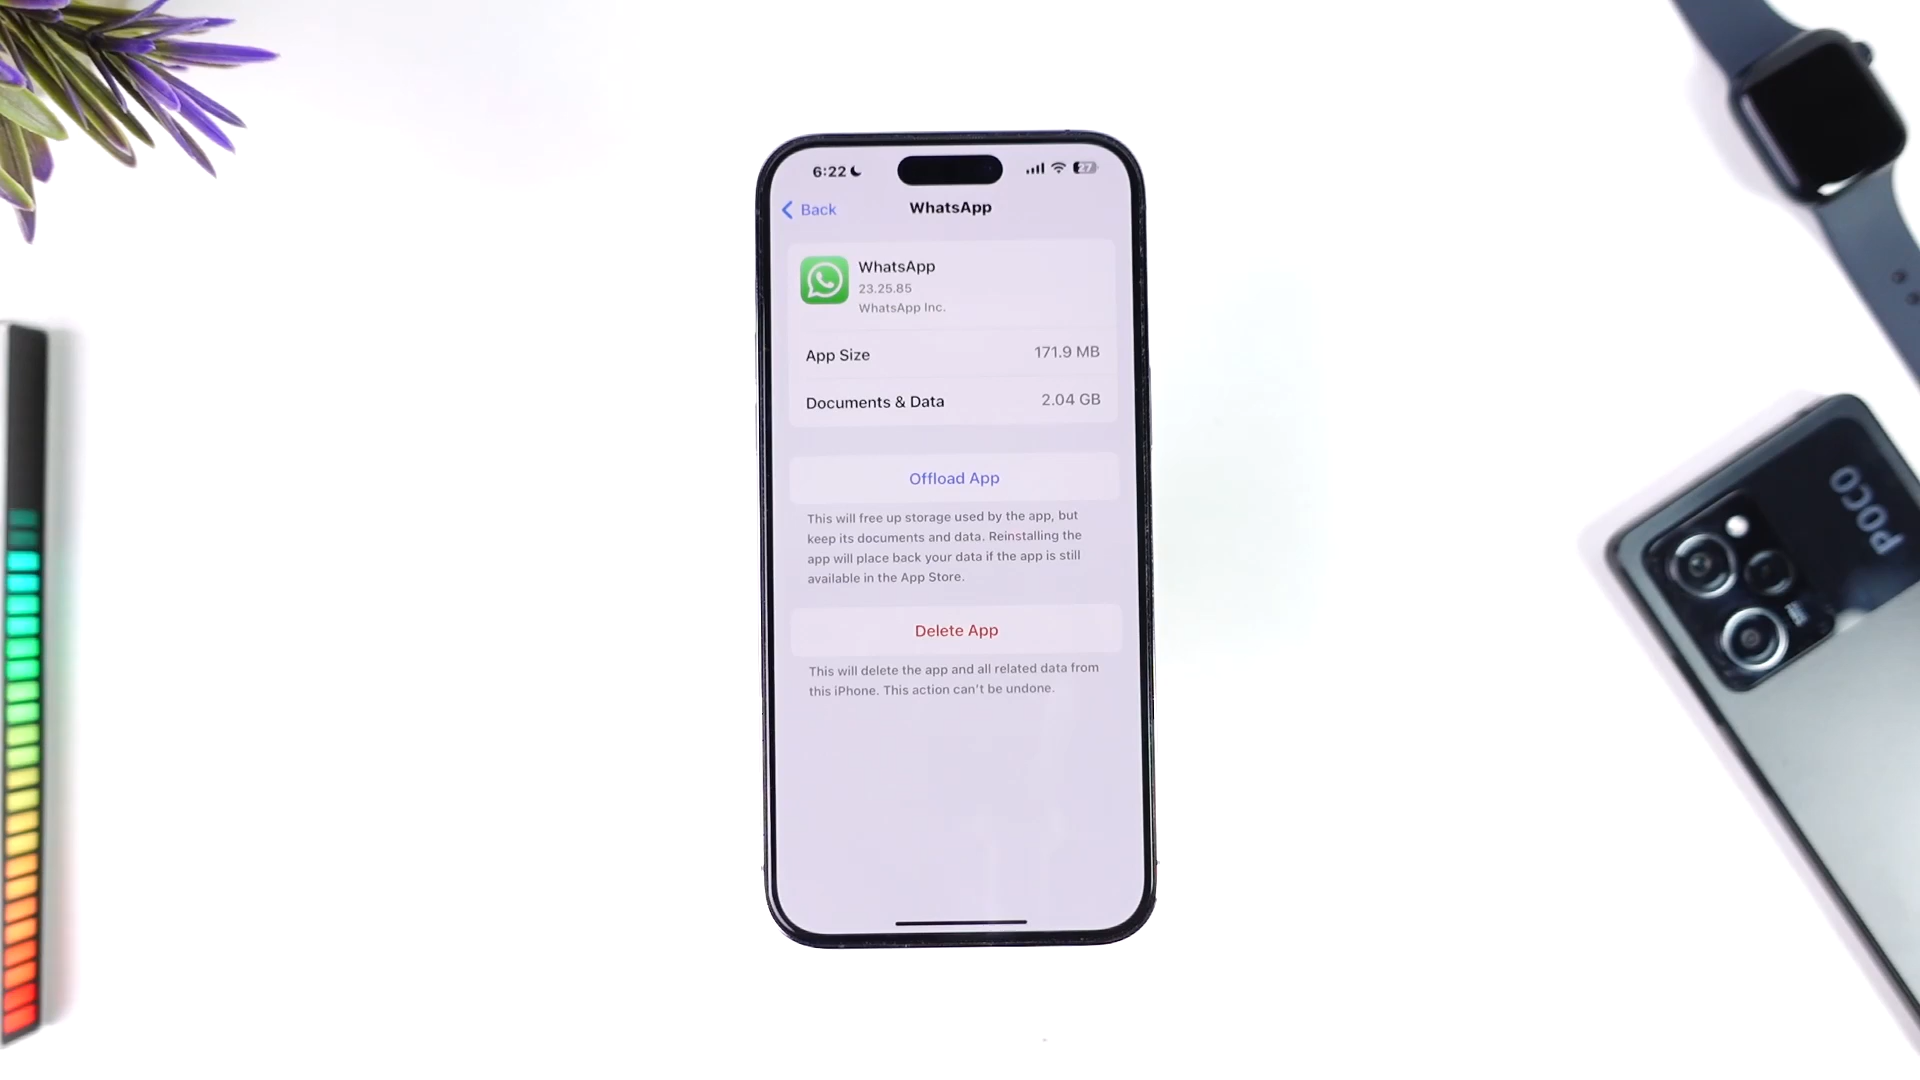 6:22
27
Back
WhatsApp
WhatsApp
23.25.85
WhatsApp Inc.
App Size
171.9 MB
Documents & Data
2.04 GB
Offload App
This will free up storage used by the app, but
keep its documents and data. Reinstalling the
app will place back your data if the app is still
available in the App Store.
Delete App
This will delete the app and all related data from
this iPhone. This action can't be undone.
POCO